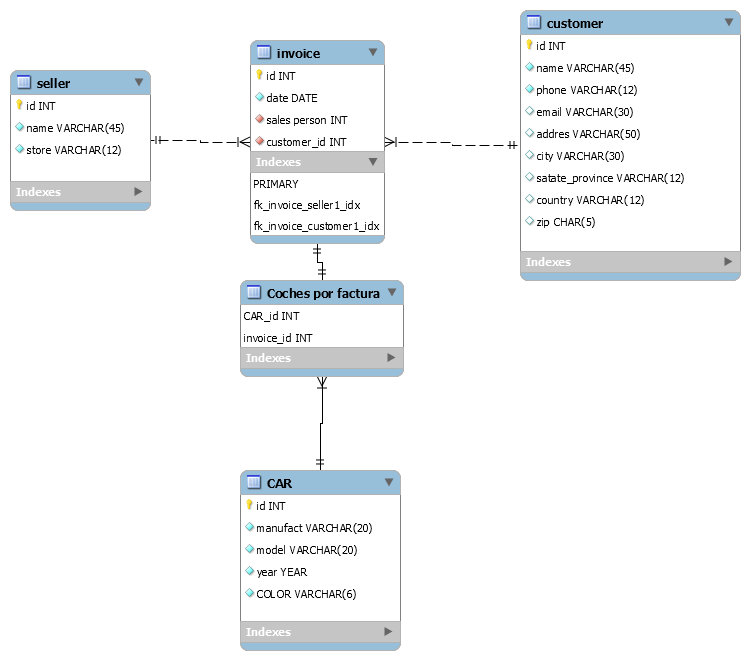 seller
id INT
name VARCHAR(45)
store VARCHAR(12)
Indexes
invoice
id INT
date DATE
sales person INT
customer_id INT
Indexes
PRIMARY
fk_invoice_seller1_idx
fk_invoice_customer1_idx
customer
id INT
name VARCHAR(45)
phone VARCHAR(12)
email VARCHAR(30)
addres VARCHAR(50)
city VARCHAR(30)
satate_province VARCHAR(12)
country VARCHAR(12)
zip CHAR(5)
Indexes
Coches por factura
CAR_id INT
invoice_id INT
Indexes
CAR
id INT
manufact VARCHAR(20)
model VARCHAR(20)
year YEAR
COLOR VARCHAR(6)
Indexes